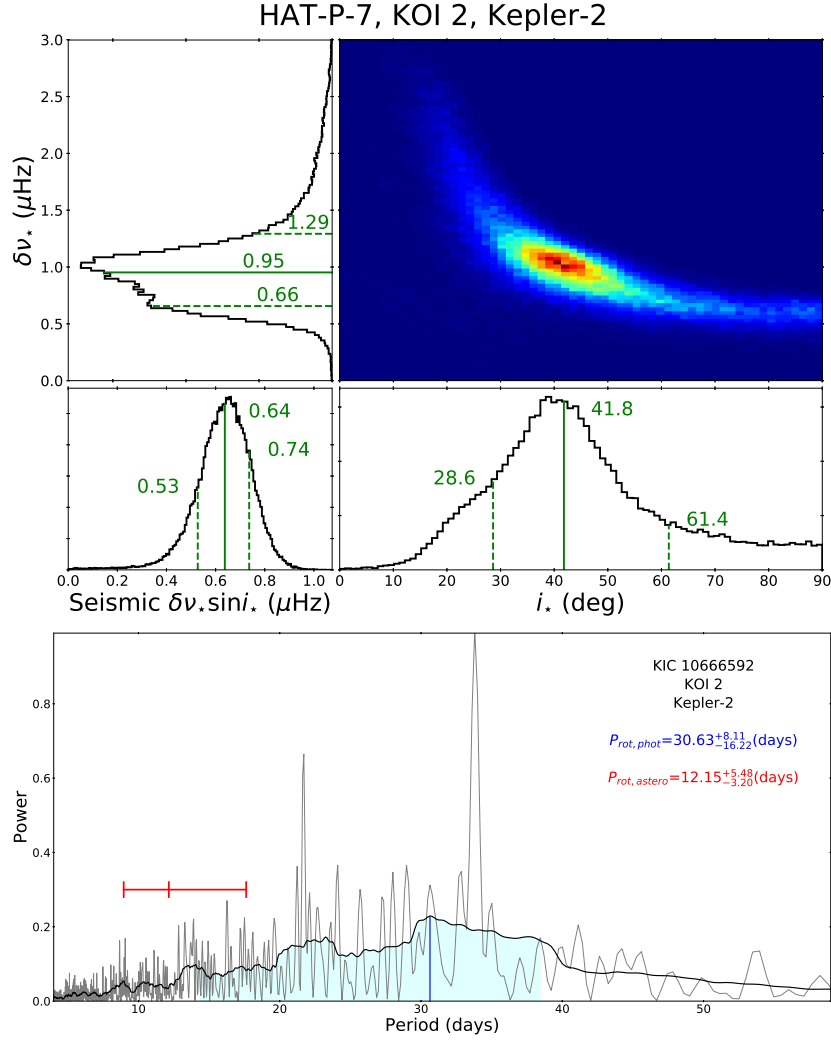 HAT-P-7, KOI 2, Kepler-2
δν⋆ (μHz)
3.0
2.5
2.0
1.5
1.0
0.5
0.0
1.29
0.95
0.66
0.64
0.74
0.53
0.0 0.2 0.4 0.6 0.8 1.0
Seismic δν⋆sini⋆ (μHz)
41.8
28.6
61.4
0 10 20 30 40 50 60 70 80 90
i⋆ (deg)
KIC 10666592
KOI 2
Kepler-2
P_{rot, phot}=30.63^{+8.11}_{−16.22}(days)
P_{rot, astero}=12.15^{+5.48}_{−3.20}(days)
Power
0.8
0.6
0.4
0.2
0.0
10 20 30 40 50
Period (days)